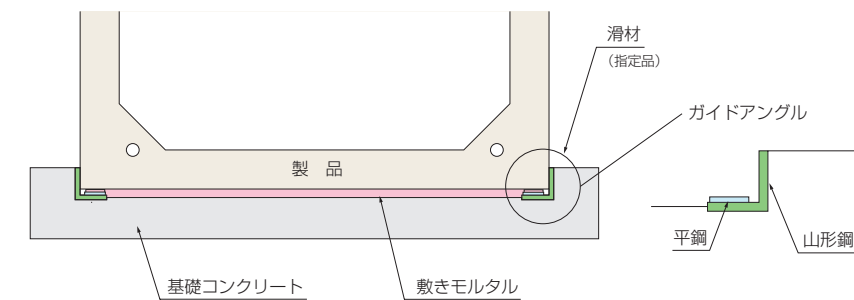 滑材
（指定品）
ガイドアングル
製　品
平鋼
山形鋼
基礎コンクリート
敷きモルタル